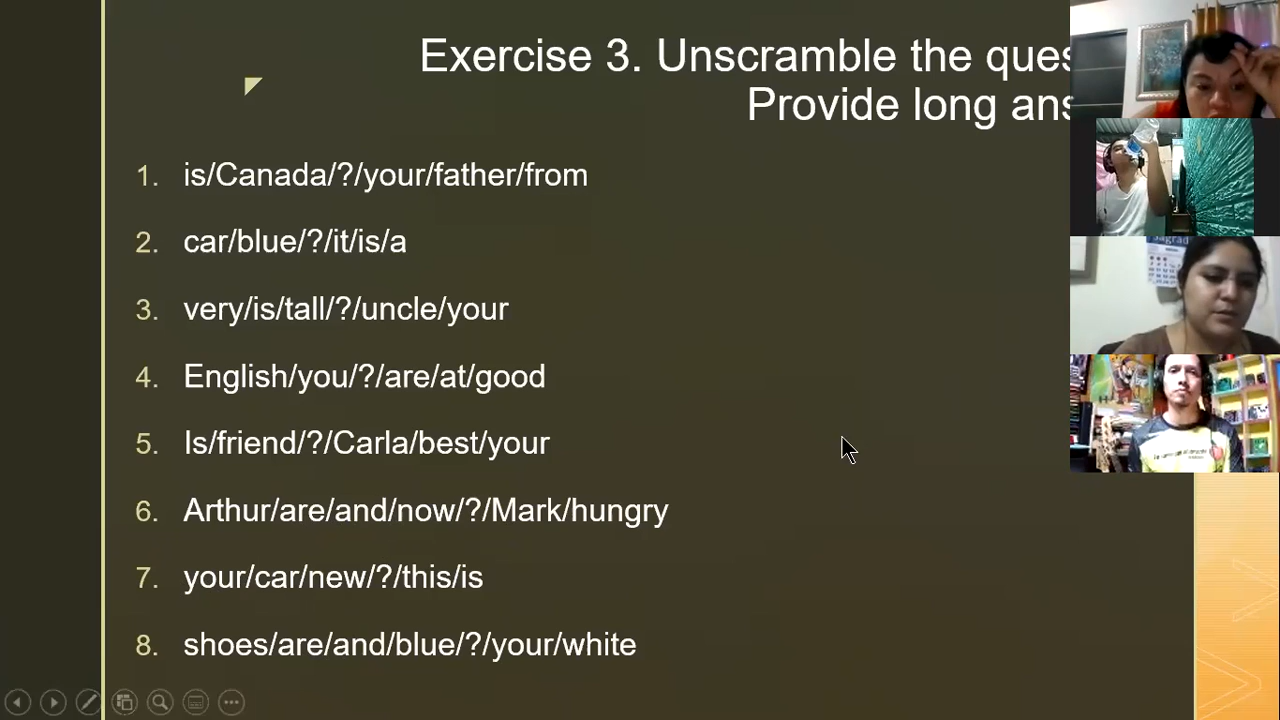 Exercise 3. Unscramble the
Provide long
1. is/Canada/?/your/father/from
2. car/blue/?/it/is/a
3. very/is/tall/?/uncle/your
4. English/you/?/are/at/good
5. Is/friend/?/Carla/best/your
6. Arthur/are/and/now/?/Mark/hungry
7. your/car/new/?/this/is
8. shoes/are/and/blue/?/your/white